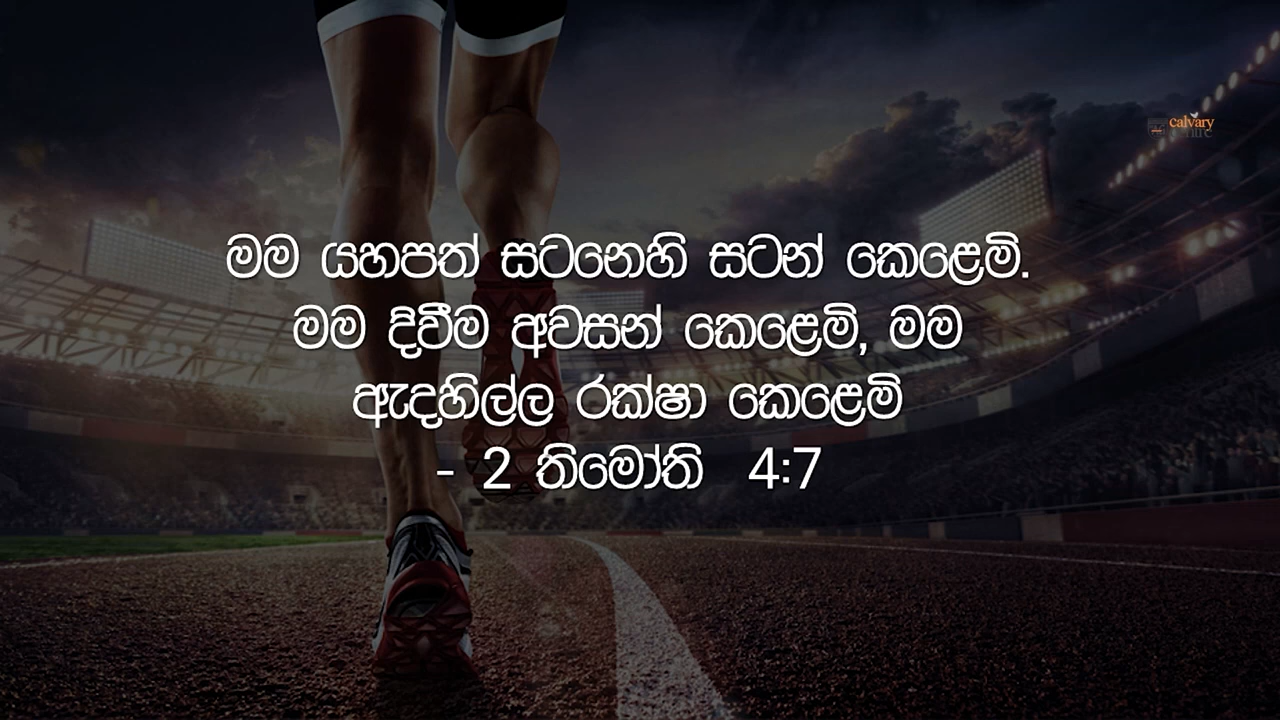 calvary
මම යහපත් සටනෙහි සටන් කෙළෙමි.
මම දිවීම අවසන් කෙළෙමි, මම
ඇදහිල්ල රක්ෂා කෙළෙමි
- 2 තිමෝති 4:7